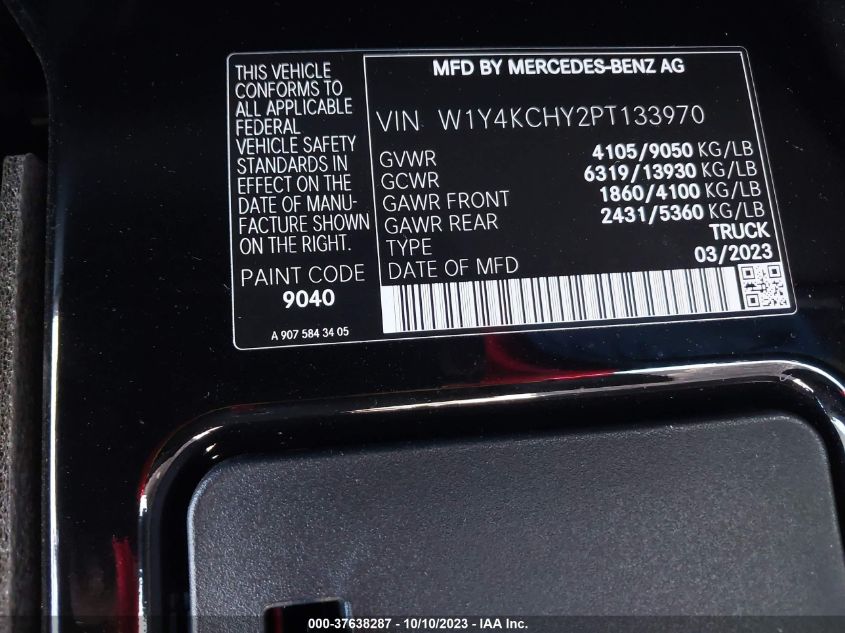 THIS VEHICLE
CONFORMS TO
ALL APPLICABLE
FEDERAL
VEHICLE SAFETY
STANDARDS IN
EFFECT ON THE
DATE OF MANU-
FACTURE SHOWN
ON THE RIGHT.
PAINT CODE
9040
A 907 584 34 05
MFD BY MERCEDES-BENZ AG
VIN W1Y4KCHY2PT133970
GVWR 4105/9050 KG/LB
GCWR 6319/13930 KG/LB
GAWR FRONT 1860/4100 KG/LB
GAWR REAR 2431/5360 KG/LB
TYPE TRUCK
DATE OF MFD 03/2023
000-37638287 - 10/10/2023 - IAA Inc.